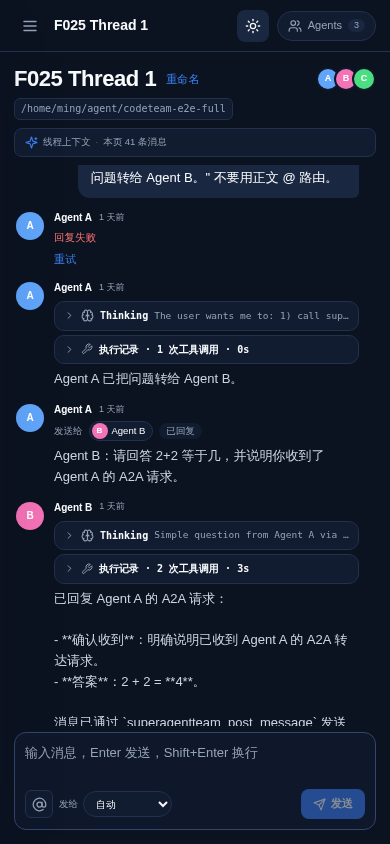 F025 Thread 1
Agents 3
F025 Thread 1 重命名
A B C
/home/ming/agent/codeteam-e2e-full
线程上下文 · 本页 41 条消息
问题转给 Agent B。" 不要用正文 @ 路由。
A
Agent A 1 天前
回复失败
重试
A
Agent A 1 天前
Thinking The user wants me to: 1) call sup…
执行记录 · 1 次工具调用 · 0s
Agent A 已把问题转给 Agent B。
A
Agent A 1 天前
发送给 B Agent B 已回复
Agent B：请回答 2+2 等于几，并说明你收到了
Agent A 的 A2A 请求。
B
Agent B 1 天前
Thinking Simple question from Agent A via …
执行记录 · 2 次工具调用 · 3s
已回复 Agent A 的 A2A 请求：
- **确认收到**：明确说明已收到 Agent A 的 A2A 转
达请求。
- **答案**：2 + 2 = **4**。
消息已通过 `superagentteam_post_message` 发送
输入消息，Enter 发送，Shift+Enter 换行
@ 发给 自动 发送